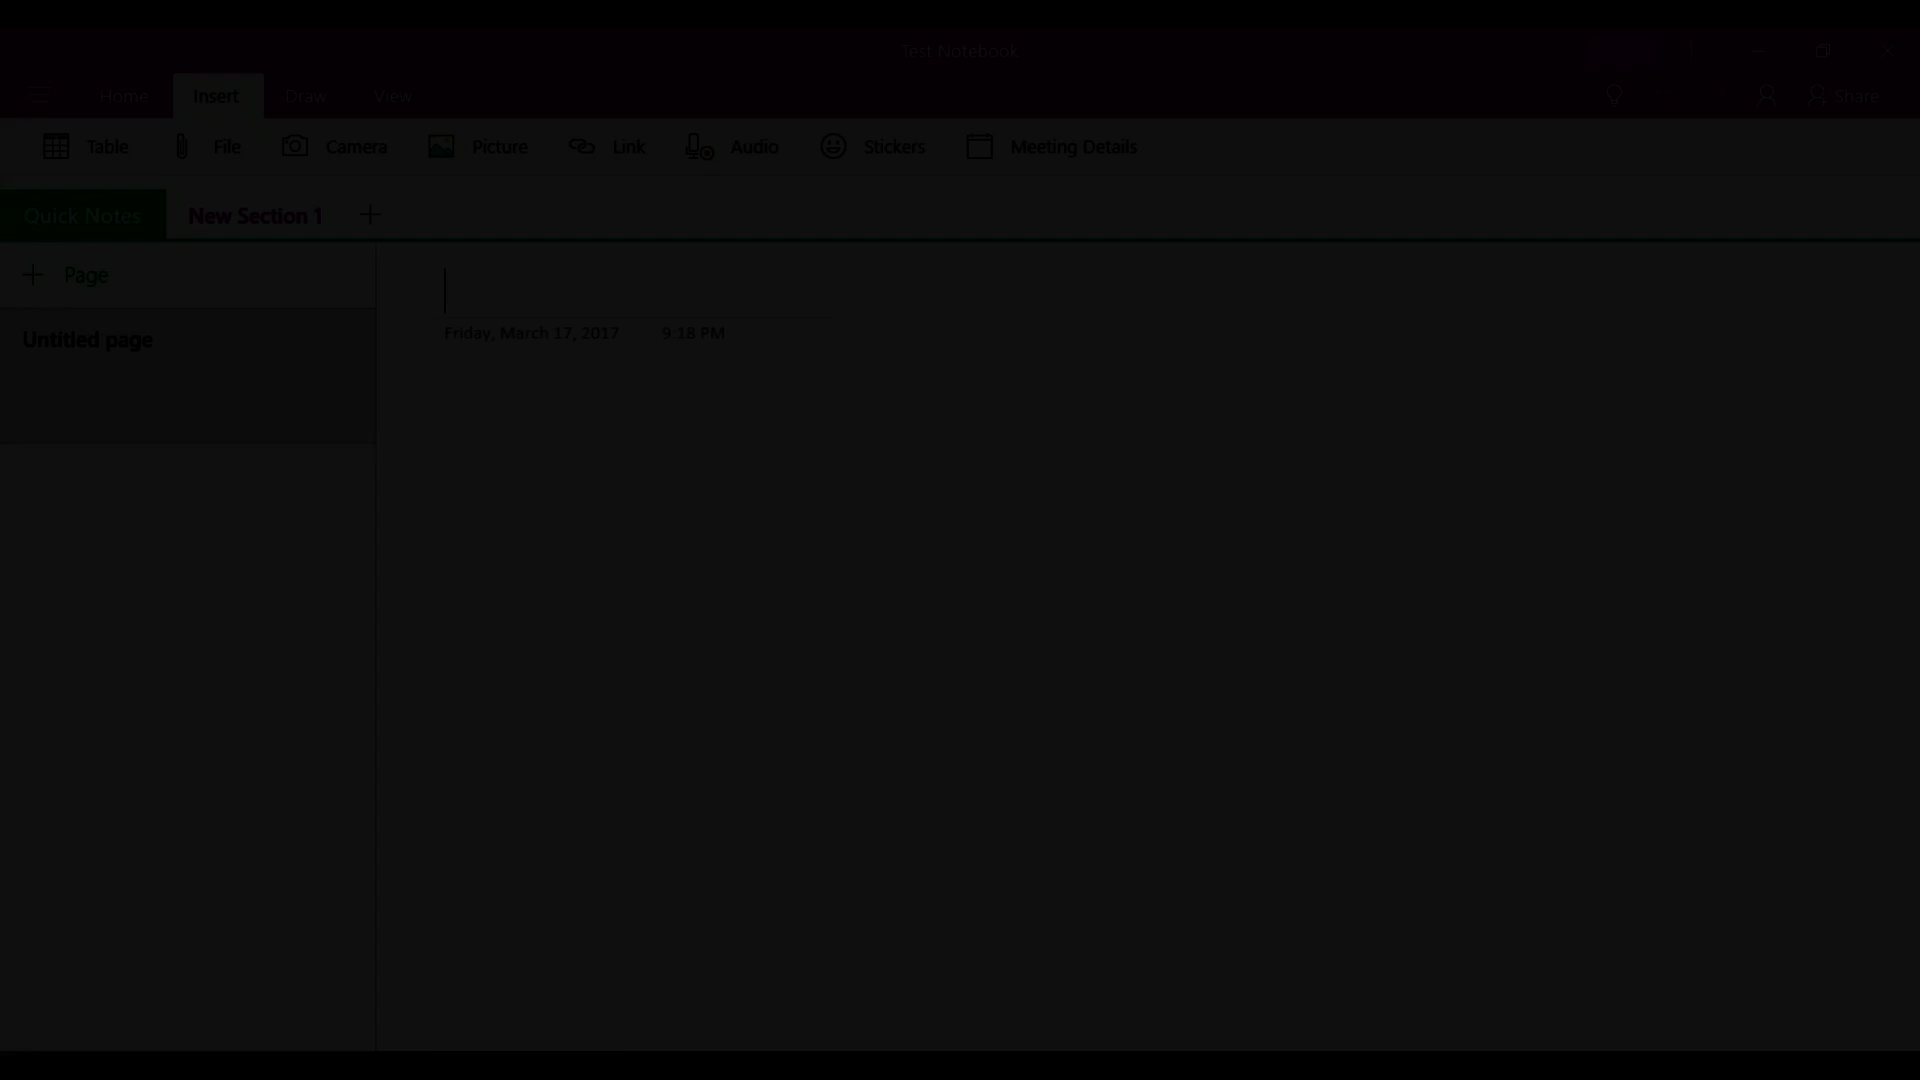 Test Notebook
Home Insert Draw View Share
Table File Camera Picture Link Audio Stickers Meeting Details
Quick Notes New Section 1
Page
Untitled page
Friday, March 17, 2017 9:18 PM